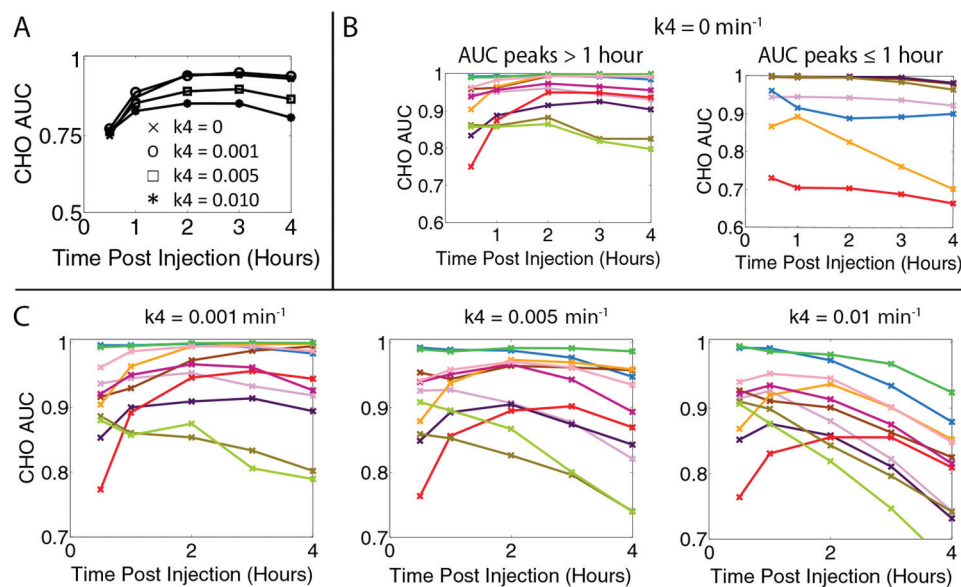 A
CHO AUC
1
0.75
0.5
× k4 = 0
o k4 = 0.001
□ k4 = 0.005
* k4 = 0.010
0 1 2 3 4
Time Post Injection (Hours)
B
k4 = 0 min⁻¹
AUC peaks > 1 hour
CHO AUC
1
0.9
0.8
0.7
0.6
0 1 2 3 4
Time Post Injection (Hours)
AUC peaks ≤ 1 hour
CHO AUC
1
0.9
0.8
0.7
0.6
0 1 2 3 4
Time Post Injection (Hours)
C
k4 = 0.001 min⁻¹
CHO AUC
1
0.9
0.8
0.7
0 2 4
Time Post Injection (Hours)
k4 = 0.005 min⁻¹
1
0.9
0.8
0.7
0 2 4
Time Post Injection (Hours)
k4 = 0.01 min⁻¹
1
0.9
0.8
0.7
0 2 4
Time Post Injection (Hours)